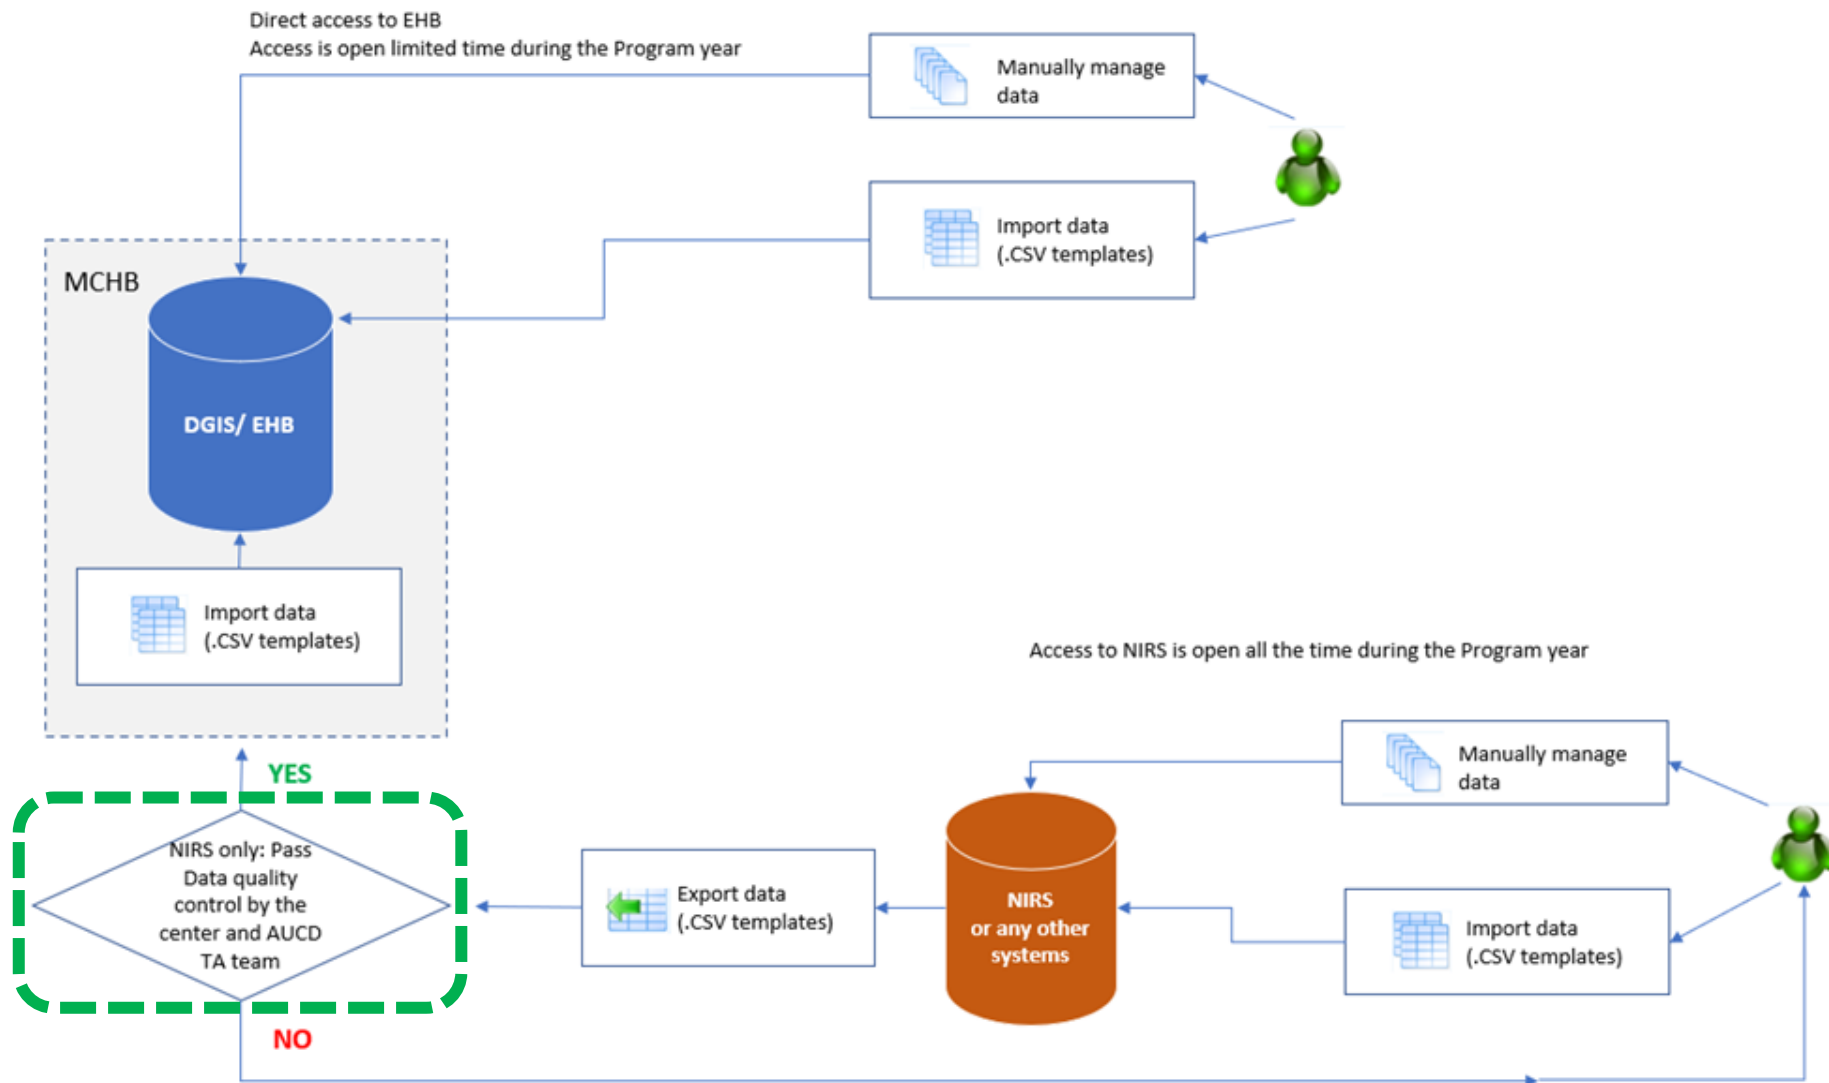 Direct access to EHB
Access is open limited time during the Program year
Manually manage
data
Import data
(.CSV templates)
MCHB
DGIS/ EHB
Import data
(.CSV templates)
Access to NIRS is open all the time during the Program year
Manually manage
data
YES
NIRS only: Pass
Data quality
control by the
center and AUCD
TA team
Export data
(.CSV templates)
NIRS
or any other
systems
Import data
(.CSV templates)
NO